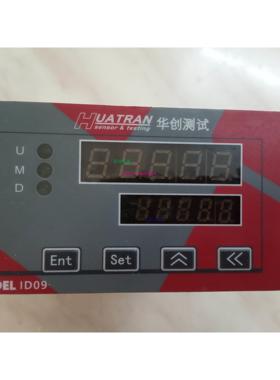 HUATRAN 华创测试
sensor & testing
U
M
D
Ent Set
DEL ID09